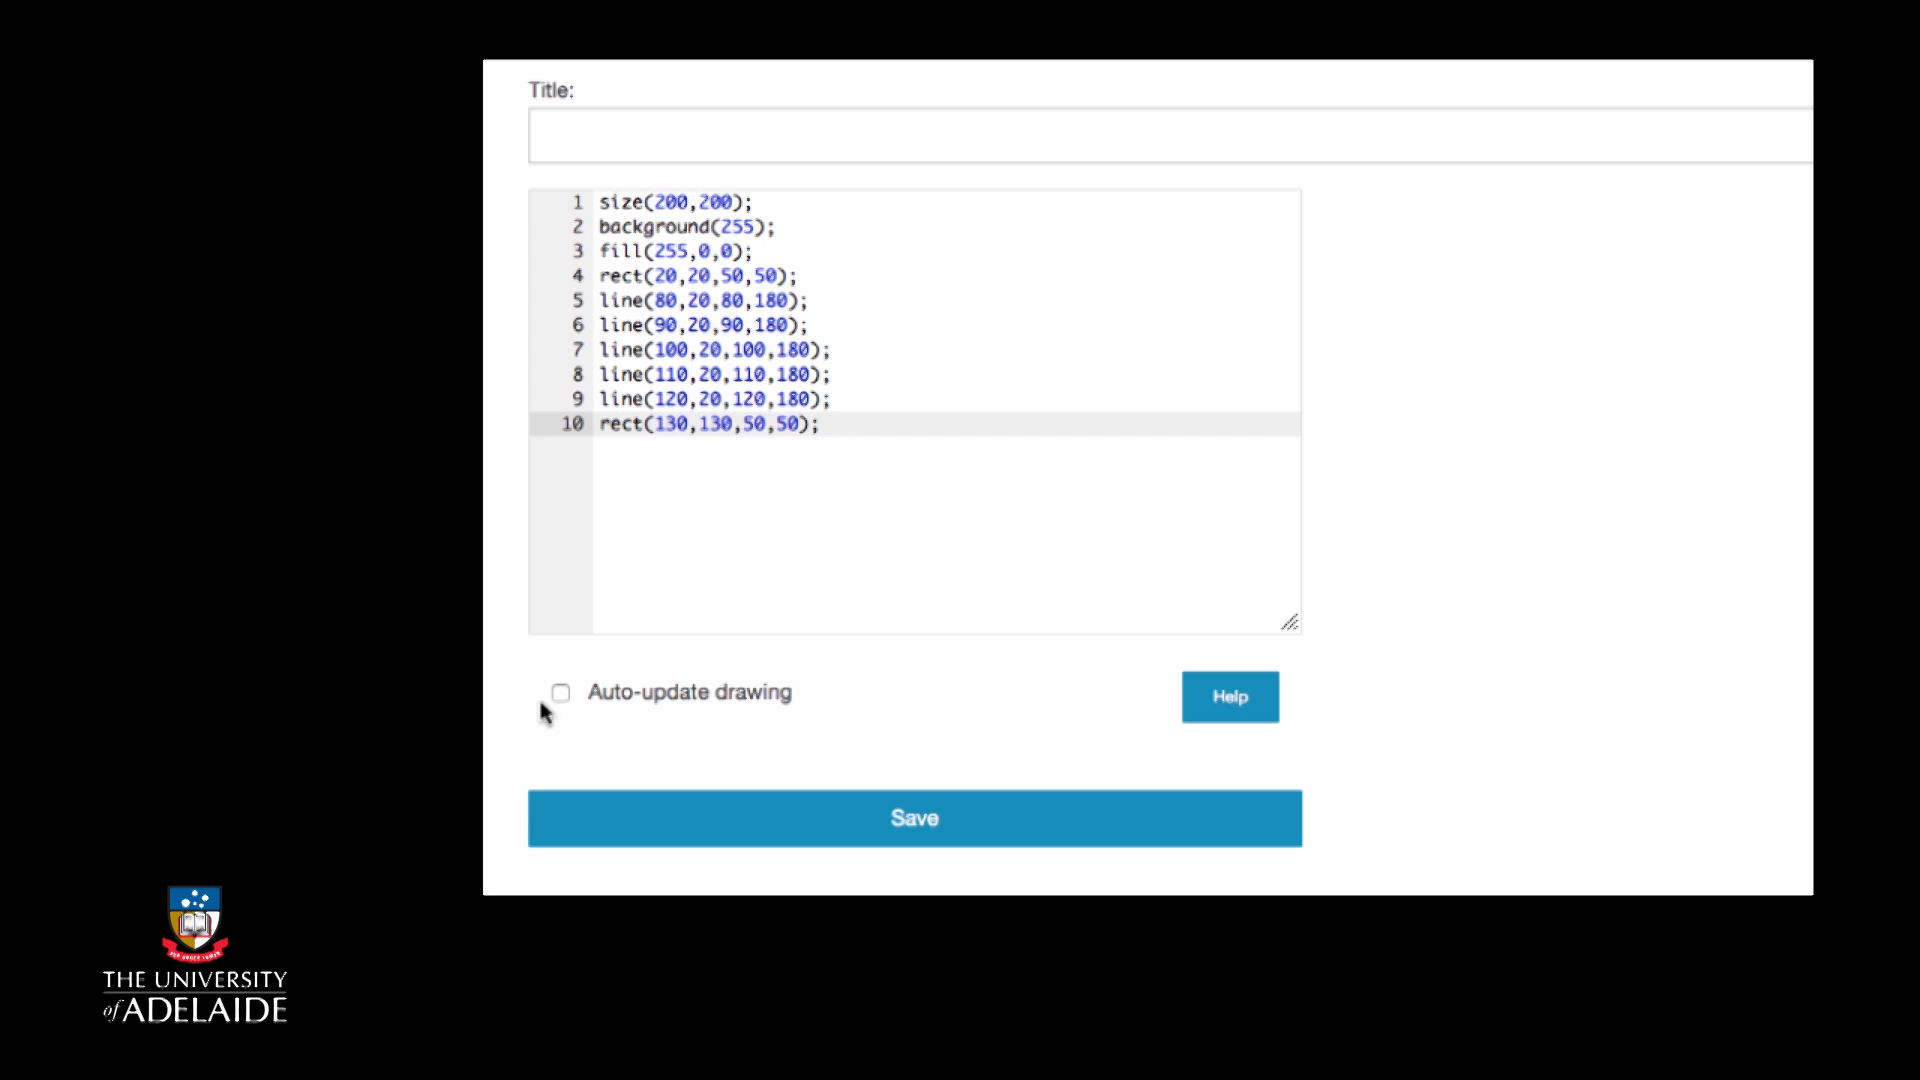 Title:
1 size(200,200);
2 background(255);
3 fill(255,0,0);
4 rect(20,20,50,50);
5 line(80,20,80,180);
6 line(90,20,90,180);
7 line(100,20,100,180);
8 line(110,20,110,180);
9 line(120,20,120,180);
10 rect(130,130,50,50);
Auto-update drawing
Help
Save
THE UNIVERSITY
of ADELAIDE